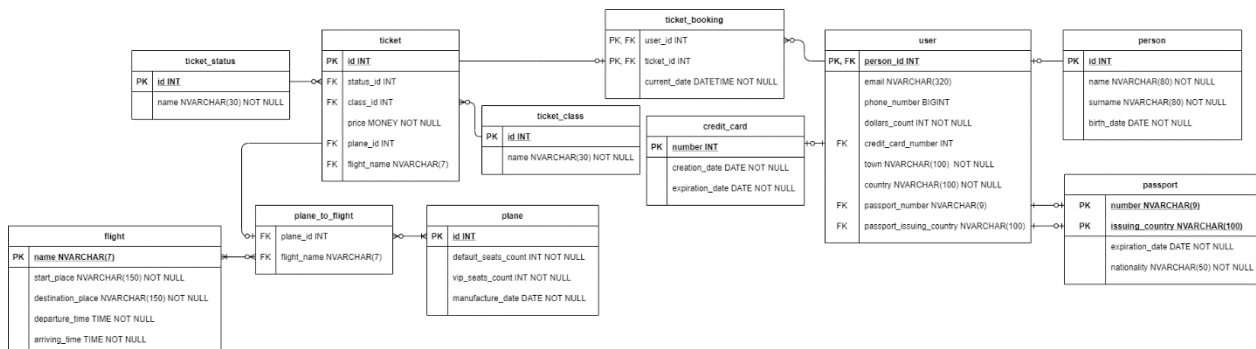 ticket_status
PK id INT
name NVARCHAR(30) NOT NULL
ticket
PK id INT
FK status_id INT
FK class_id INT
price MONEY NOT NULL
FK plane_id INT
FK flight_name NVARCHAR(7)
ticket_class
PK id INT
name NVARCHAR(30) NOT NULL
ticket_booking
PK, FK user_id INT
PK, FK ticket_id INT
current_date DATETIME NOT NULL
credit_card
PK number INT
creation_date DATE NOT NULL
expiration_date DATE NOT NULL
user
PK, FK person_id INT
email NVARCHAR(320)
phone_number BIGINT
dollars_count INT NOT NULL
FK credit_card_number INT
town NVARCHAR(100) NOT NULL
country NVARCHAR(100) NOT NULL
FK passport_number NVARCHAR(9)
FK passport_issuing_country NVARCHAR(100)
person
PK id INT
name NVARCHAR(80) NOT NULL
surname NVARCHAR(80) NOT NULL
birth_date DATE NOT NULL
passport
PK number NVARCHAR(9)
PK issuing_country NVARCHAR(100)
expiration_date DATE NOT NULL
nationality NVARCHAR(50) NOT NULL
flight
PK name NVARCHAR(7)
start_place NVARCHAR(150) NOT NULL
destination_place NVARCHAR(150) NOT NULL
departure_time TIME NOT NULL
arriving_time TIME NOT NULL
plane_to_flight
FK plane_id INT
FK flight_name NVARCHAR(7)
plane
PK id INT
default_seats_count INT NOT NULL
vip_seats_count INT NOT NULL
manufacture_date DATE NOT NULL